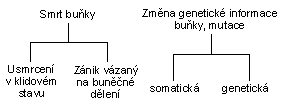 Smrt buňky
Usmrcení
v klidovém
stavu
Zánik vázaný
na buněčné
dělení
Změna genetické informace
buňky, mutace
somatická
genetická